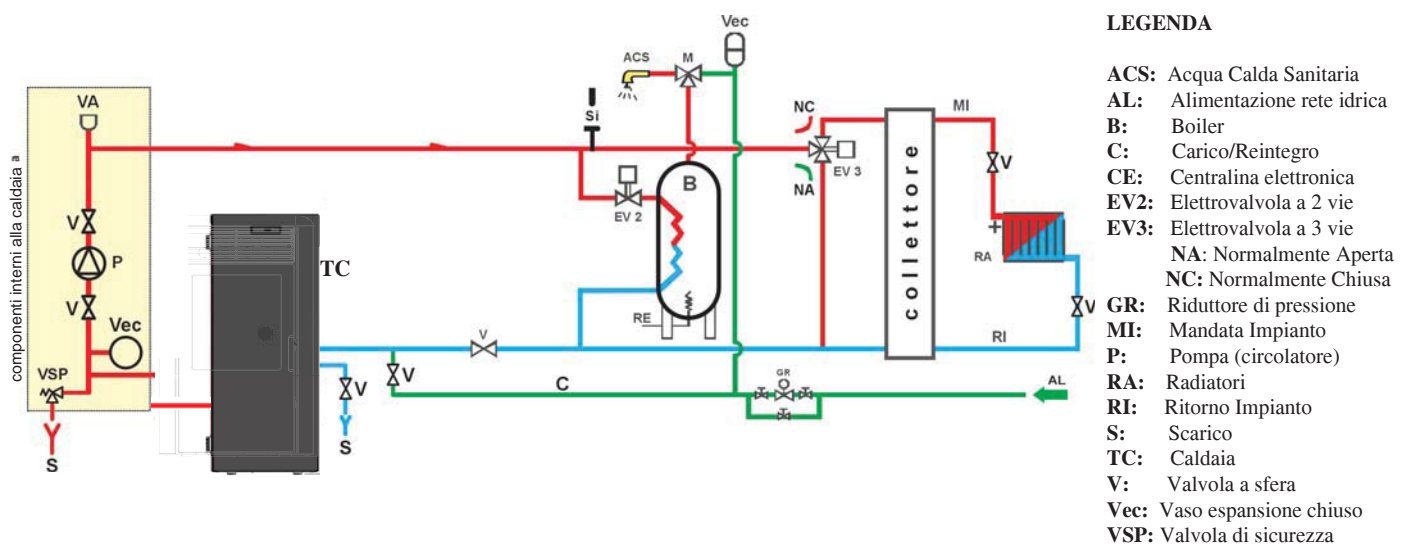 Vec
ACS
M
VA
Si
NC
MI
EV 3
V
B
NA
EV 2
V
P
TC
collettore
+
RA
V
V
Vec
RE
V
RI
VSP
V
V
C
GR
AL
S
S
componenti interni alla caldaia a
LEGENDA
ACS: Acqua Calda Sanitaria
AL: Alimentazione rete idrica
B: Boiler
C: Carico/Reintegro
CE: Centralina elettronica
EV2: Elettrovalvola a 2 vie
EV3: Elettrovalvola a 3 vie
NA: Normalmente Aperta
NC: Normalmente Chiusa
GR: Riduttore di pressione
MI: Mandata Impianto
P: Pompa (circolatore)
RA: Radiatori
RI: Ritorno Impianto
S: Scarico
TC: Caldaia
V: Valvola a sfera
Vec: Vaso espansione chiuso
VSP: Valvola di sicurezza